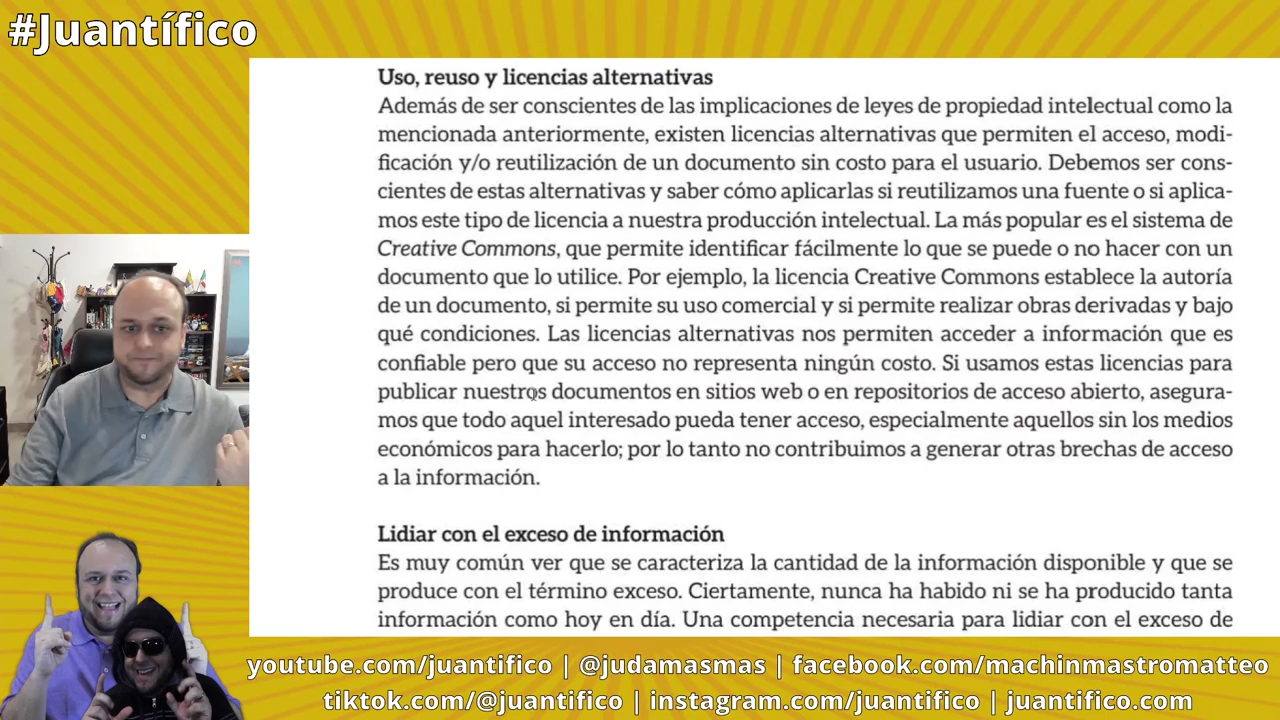 #Juantífico
Uso, reuso y licencias alternativas
Además de ser conscientes de las implicaciones de leyes de propiedad intelectual como la
mencionada anteriormente, existen licencias alternativas que permiten el acceso, modi-
ficación y/o reutilización de un documento sin costo para el usuario. Debemos ser cons-
cientes de estas alternativas y saber cómo aplicarlas si reutilizamos una fuente o si aplica-
mos este tipo de licencia a nuestra producción intelectual. La más popular es el sistema de
Creative Commons, que permite identificar fácilmente lo que se puede o no hacer con un
documento que lo utilice. Por ejemplo, la licencia Creative Commons establece la autoría
de un documento, si permite su uso comercial y si permite realizar obras derivadas y bajo
qué condiciones. Las licencias alternativas nos permiten acceder a información que es
confiable pero que su acceso no representa ningún costo. Si usamos estas licencias para
publicar nuestros documentos en sitios web o en repositorios de acceso abierto, asegura-
mos que todo aquel interesado pueda tener acceso, especialmente aquellos sin los medios
económicos para hacerlo; por lo tanto no contribuimos a generar otras brechas de acceso
a la información.
Lidiar con el exceso de información
Es muy común ver que se caracteriza la cantidad de la información disponible y que se
produce con el término exceso. Ciertamente, nunca ha habido ni se ha producido tanta
información como hoy en día. Una competencia necesaria para lidiar con el exceso de
youtube.com/juantifico | @judamasmas | facebook.com/machinmastromatteo
tiktok.com/@juantifico | instagram.com/juantifico | juantifico.com